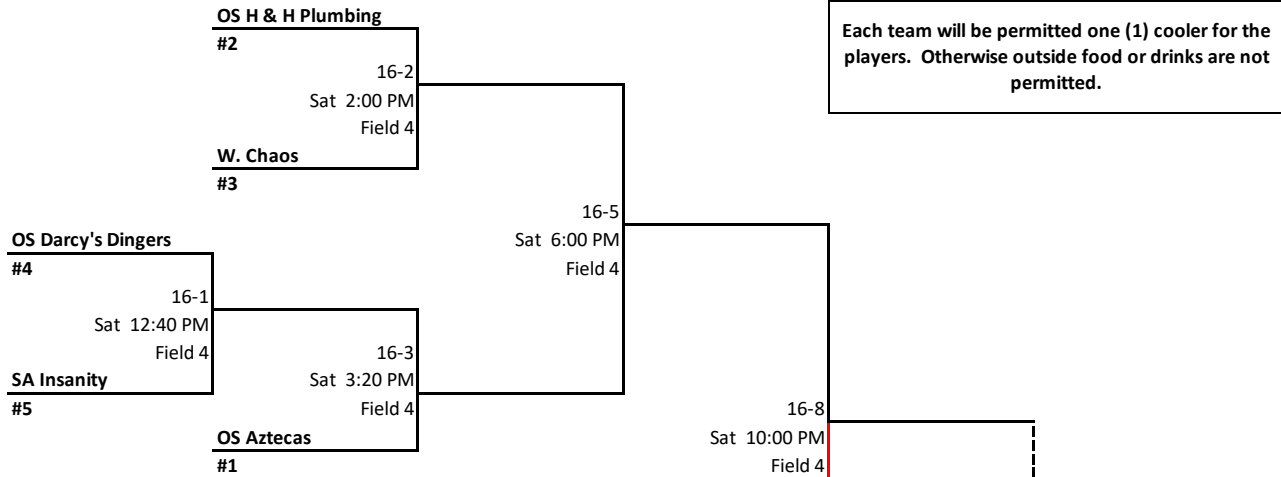 OS H & H Plumbing
#2
16-2
Sat 2:00 PM
Field 4
W. Chaos
#3
Each team will be permitted one (1) cooler for the
players. Otherwise outside food or drinks are not
permitted.
16-5
Sat 6:00 PM
Field 4
OS Darcy's Dingers
#4
16-1
Sat 12:40 PM
Field 4
SA Insanity
#5
16-3
Sat 3:20 PM
Field 4
OS Aztecas
#1
16-8
Sat 10:00 PM
Field 4